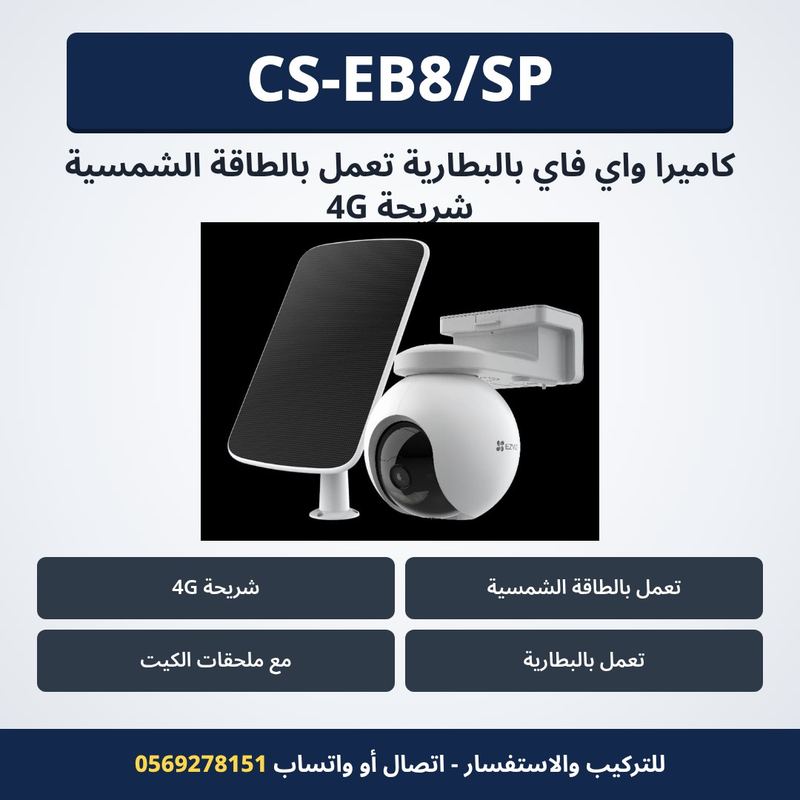 CS-EB8/SP
كاميرا واي فاي بالبطارية تعمل بالطاقة الشمسية
شريحة 4G
EZVIZ
تعمل بالطاقة الشمسية
شريحة 4G
تعمل بالبطارية
مع ملحقات الكيت
للتركيب والاستفسار - اتصال أو واتساب 0569278151